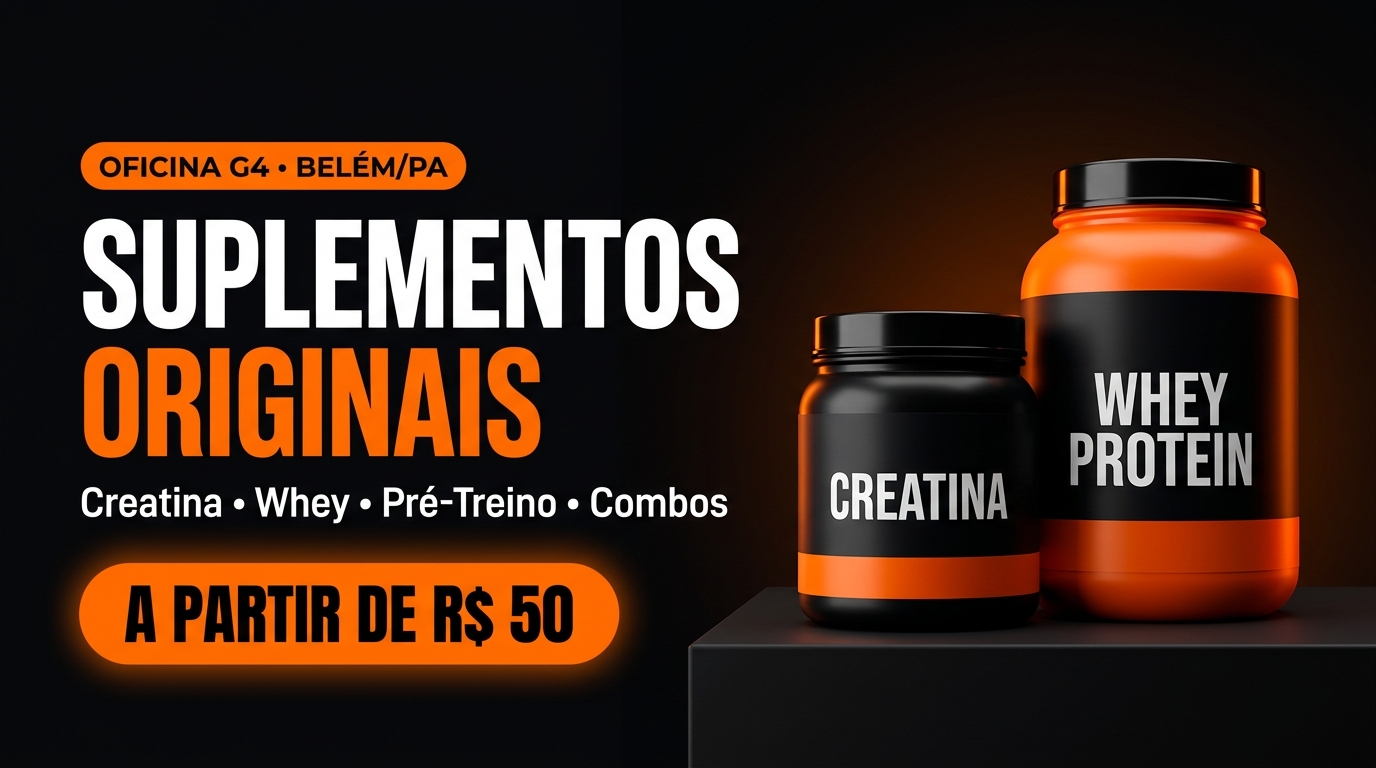 OFICINA G4 • BELÉM/PA
SUPLEMENTOS
ORIGINAIS
Creatina • Whey • Pré-Treino • Combos
A PARTIR DE R$ 50
CREATINA
WHEY
PROTEIN